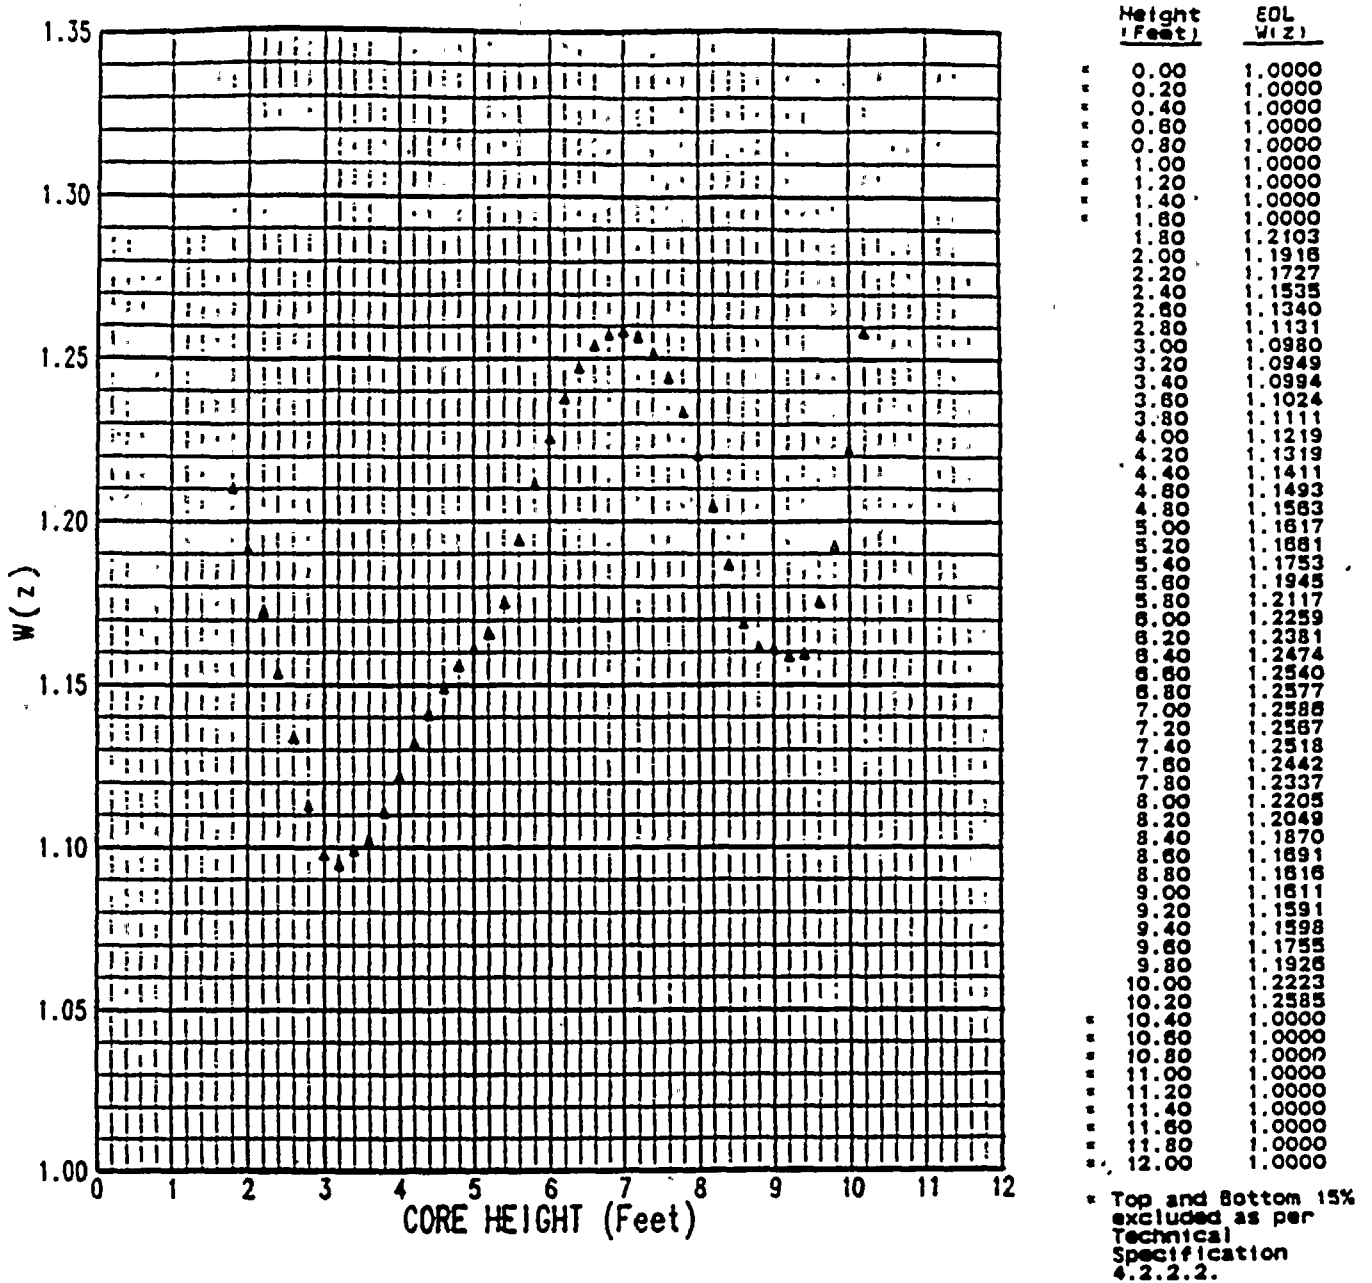 1.35
1.30
1.25
1.20
1.15
1.10
1.05
1.00
W(z)
0 1 2 3 4 5 6 7 8 9 10 11 12
CORE HEIGHT (Feet)
Height EOL
(Feet) W(Z)
* 0.00 1.0000
* 0.20 1.0000
* 0.40 1.0000
* 0.60 1.0000
* 0.80 1.0000
* 1.00 1.0000
* 1.20 1.0000
* 1.40 1.0000
* 1.60 1.0000
1.80 1.2103
2.00 1.1916
2.20 1.1727
2.40 1.1535
2.60 1.1340
2.80 1.1131
3.00 1.0980
3.20 1.0949
3.40 1.0994
3.60 1.1024
3.80 1.1111
4.00 1.1219
4.20 1.1319
4.40 1.1411
4.60 1.1493
4.80 1.1563
5.00 1.1617
5.20 1.1661
5.40 1.1753
5.60 1.1945
5.80 1.2117
6.00 1.2259
6.20 1.2381
6.40 1.2474
6.60 1.2540
6.80 1.2577
7.00 1.2586
7.20 1.2567
7.40 1.2518
7.60 1.2442
7.80 1.2337
8.00 1.2205
8.20 1.2049
8.40 1.1870
8.60 1.1691
8.80 1.1616
9.00 1.1611
9.20 1.1591
9.40 1.1598
9.60 1.1755
9.80 1.1926
10.00 1.2223
10.20 1.2585
* 10.40 1.0000
* 10.60 1.0000
* 10.80 1.0000
* 11.00 1.0000
* 11.20 1.0000
* 11.40 1.0000
* 11.60 1.0000
* 11.80 1.0000
* 12.00 1.0000
* Top and Bottom 15%
excluded as per
Technical
Specification
4.2.2.2.